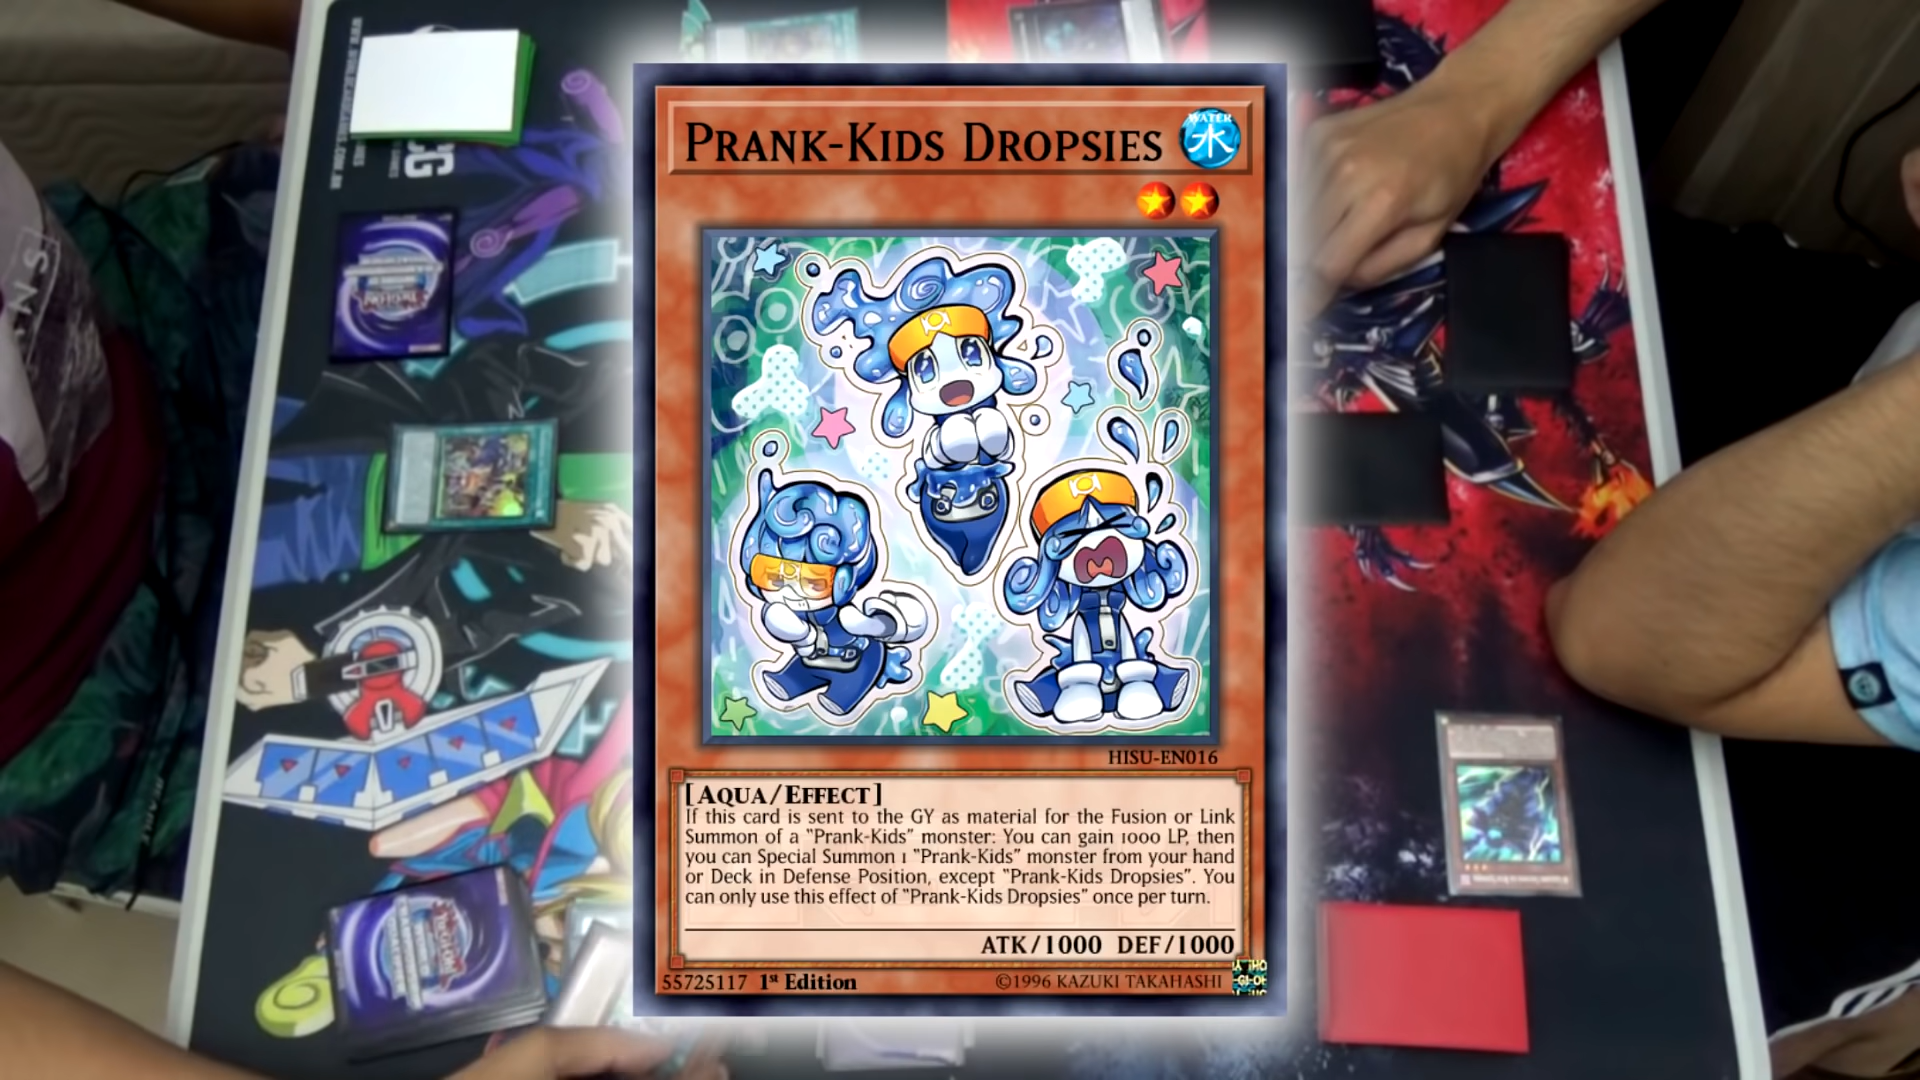 PRANK-KIDS DROPSIES
WATER
水
HISU-EN016
[AQUA/EFFECT]
If this card is sent to the GY as material for the Fusion or Link
Summon of a "Prank-Kids" monster: You can gain 1000 LP, then
you can Special Summon 1 "Prank-Kids" monster from your hand
or Deck in Defense Position, except "Prank-Kids Dropsies". You
can only use this effect of "Prank-Kids Dropsies" once per turn.
ATK/1000 DEF/1000
55725117 1st Edition
©1996 KAZUKI TAKAHASHI